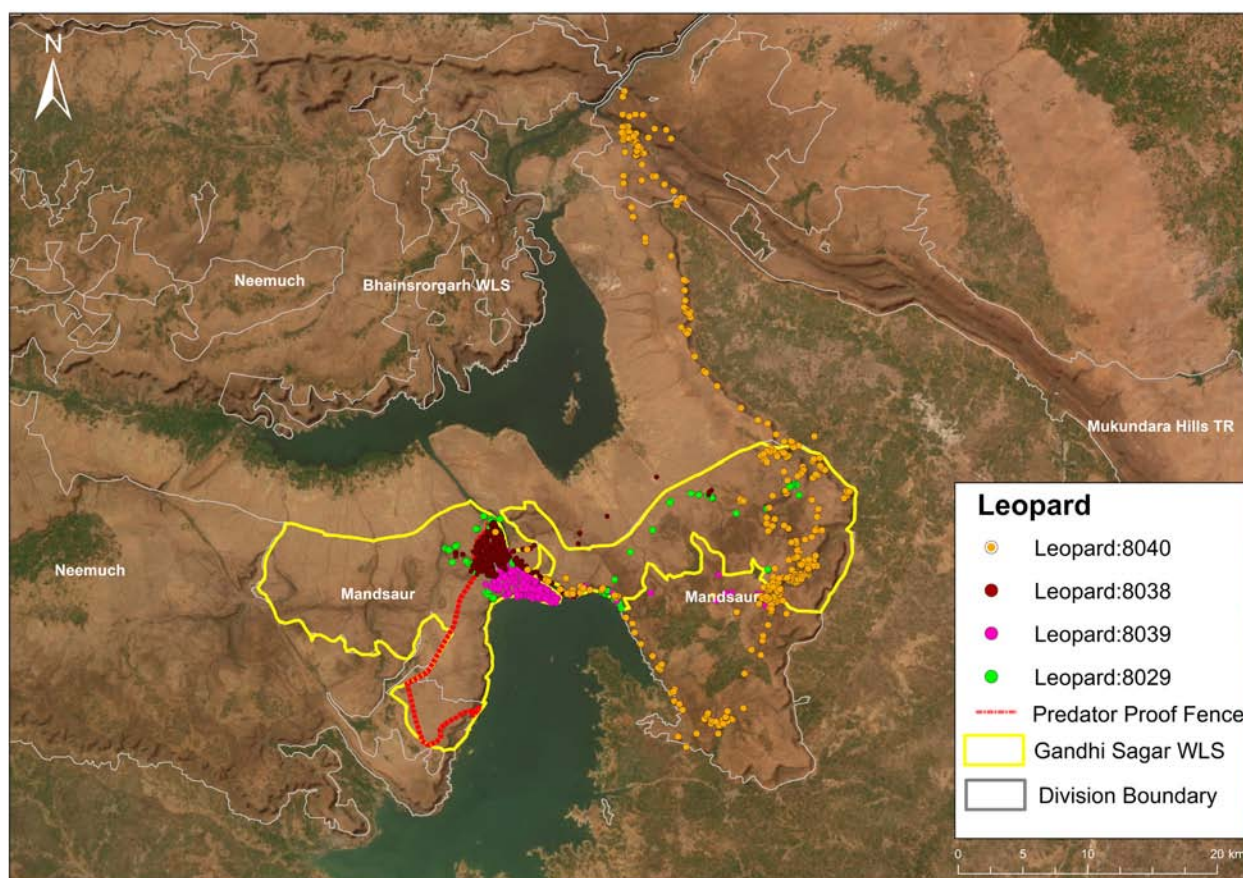 N
Neemuch
Bhainsrorgarh WLS
Mukundara Hills TR
Neemuch
Mandsaur
Mandsaur
Leopard
Leopard:8040
Leopard:8038
Leopard:8039
Leopard:8029
Predator Proof Fence
Gandhi Sagar WLS
Division Boundary
0 5 10 20 km